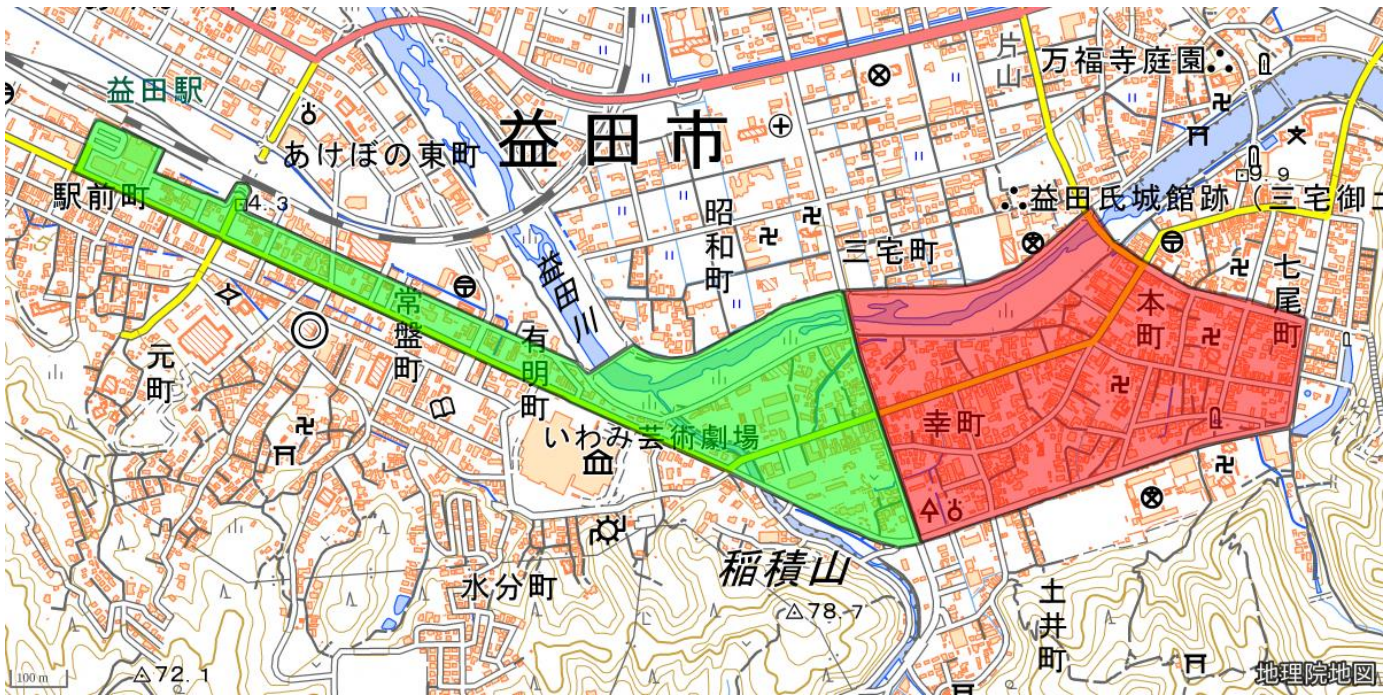 益田駅
益田市
あけぼの東町
駅前町
4.3
昭和町
三宅町
片山
万福寺庭園
益田氏城館跡(三宅御土
9.9
七尾町
本町
幸町
益田川
常盤町
有明町
元町
いわみ芸術劇場
水分町
稲積山
78.7
土井町
72.1
100 m
地理院地図